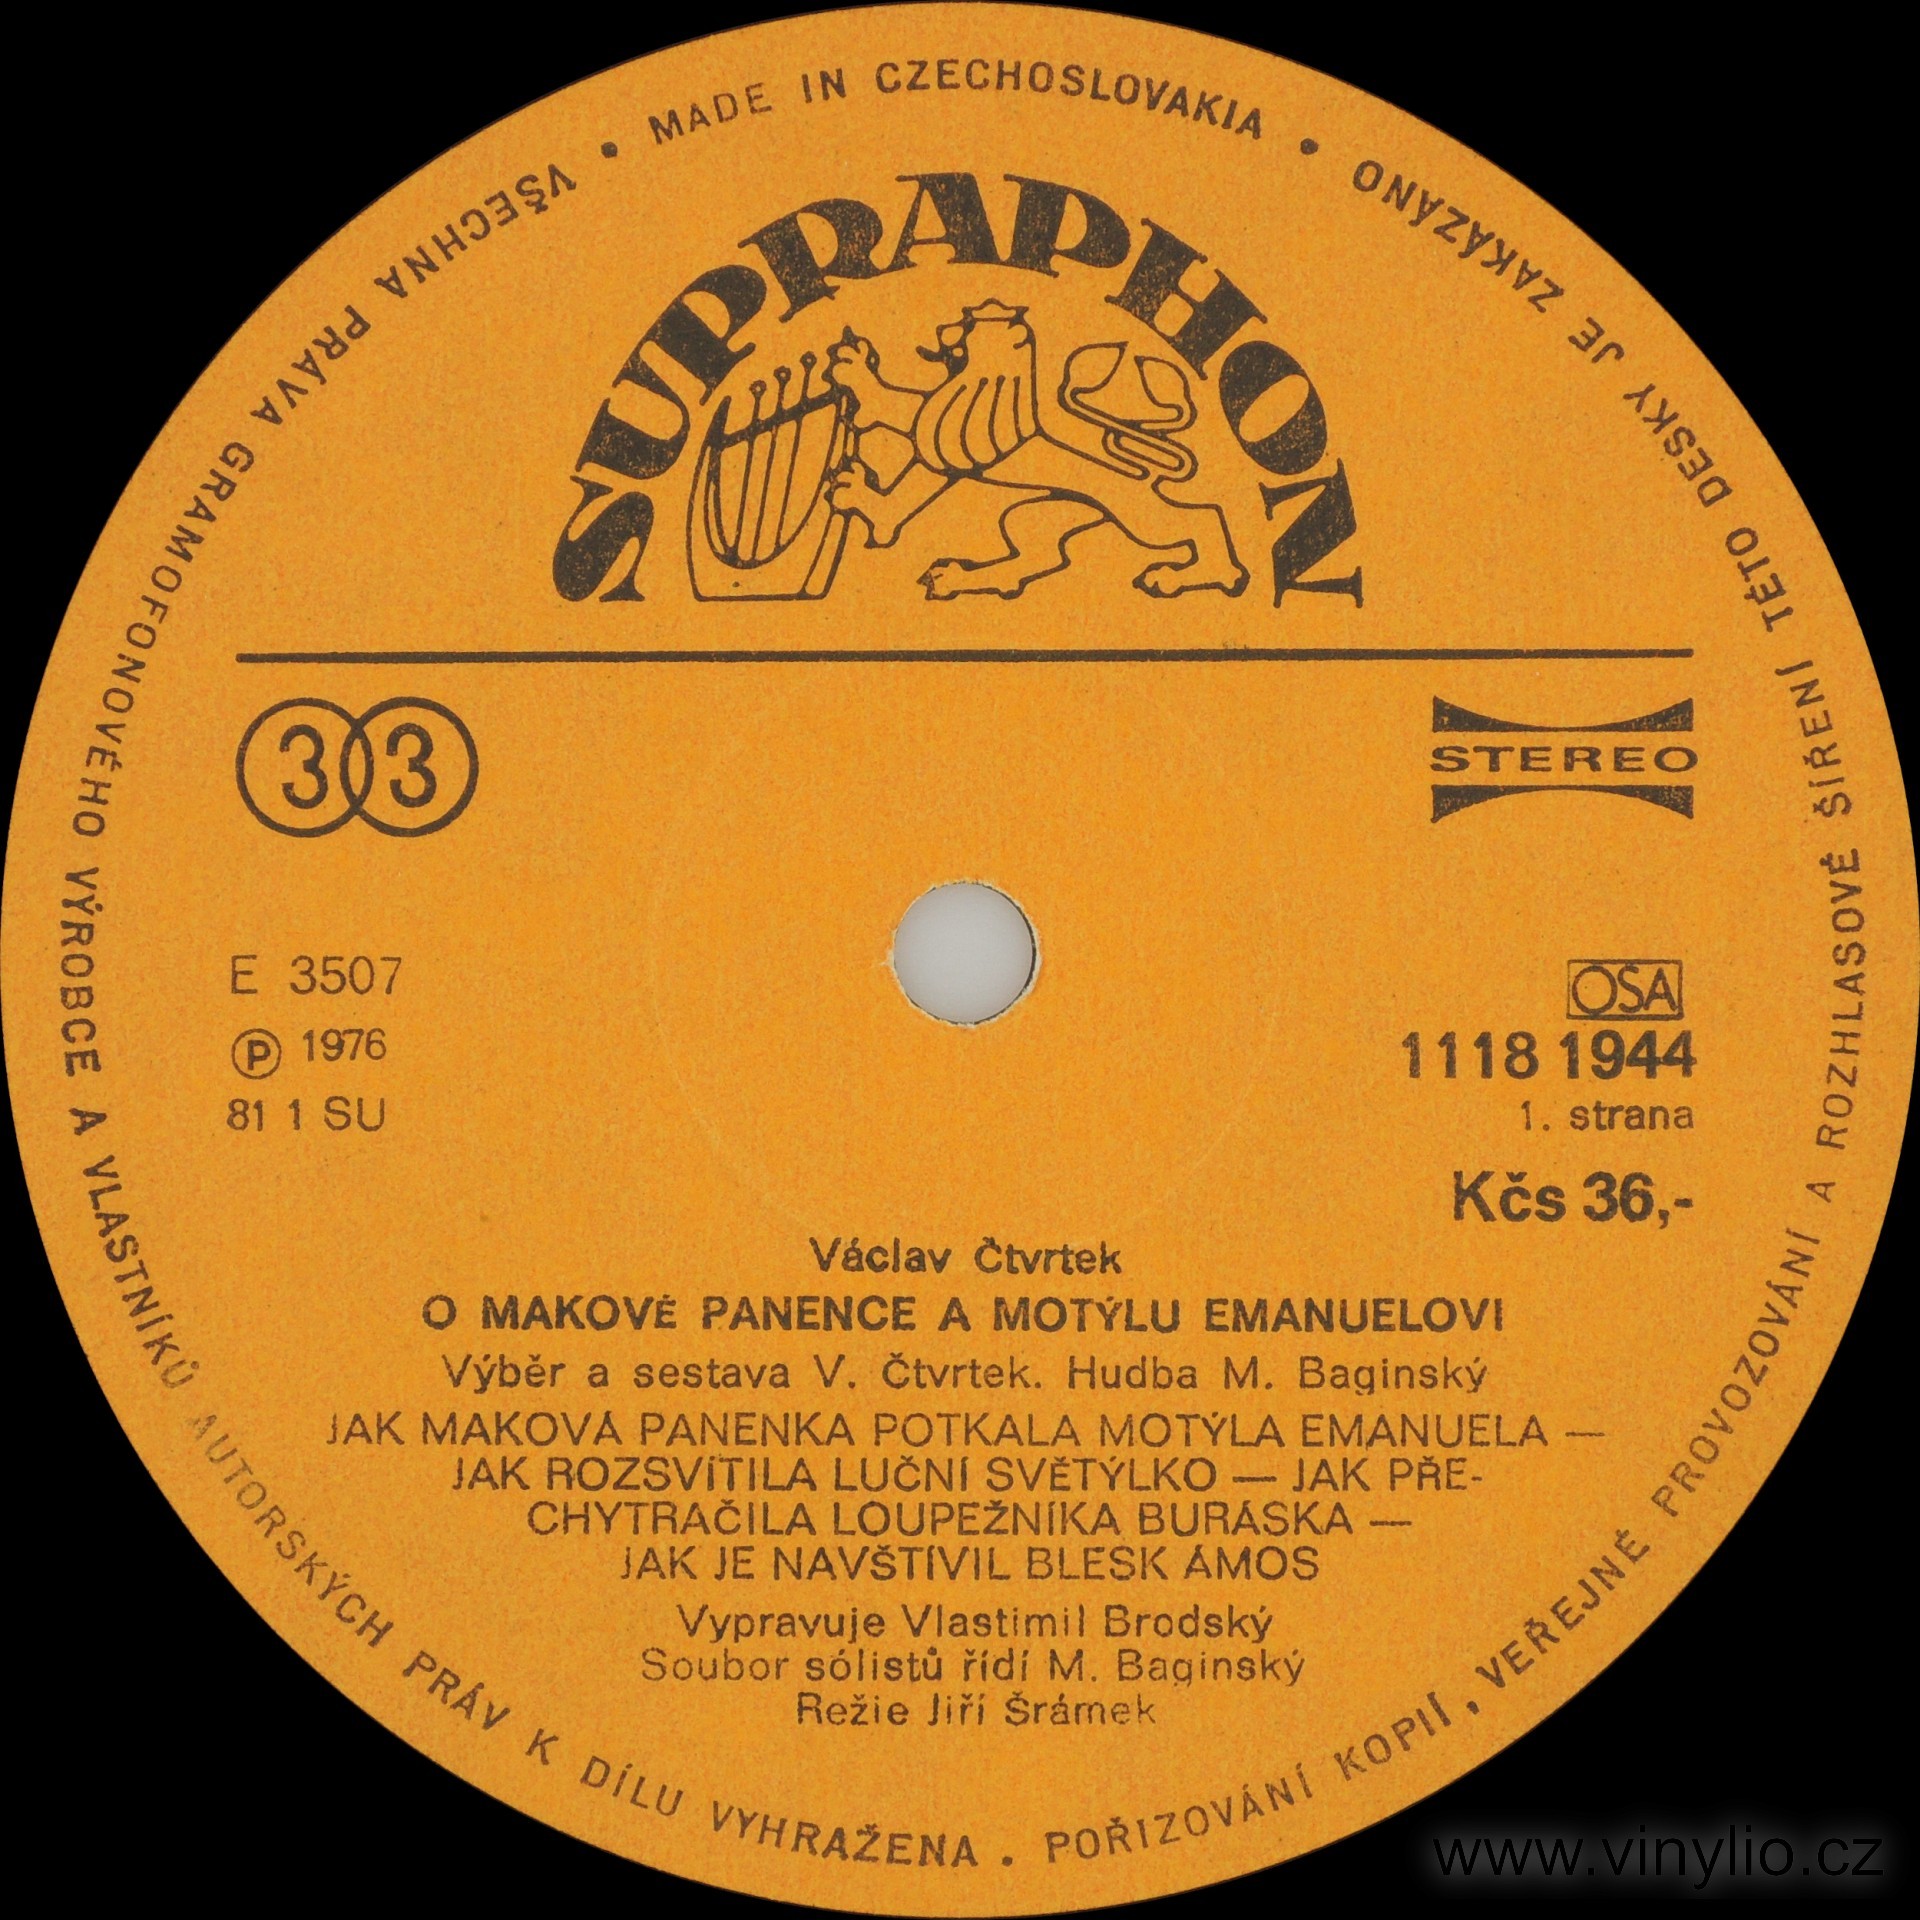 VŠECHNA PRÁVA GRAMOFONOVÉHO VÝROBCE A VLASTNÍKŮ AUTORSKÝCH PRÁV K DÍLU VYHRAŽENA . POŘIZOVÁNÍ KOPIÍ, VEŘEJNÉ PROVOZOVÁNÍ A ROZHLASOVÉ ŠÍŘENÍ TÉTO DESKY JE ZAKÁZÁNO
• MADE IN CZECHOSLOVAKIA •
SUPRAPHON
33
STEREO
E 3507
Ⓟ 1976
81 1 SU
OSA
1118 1944
1. strana
Kčs 36,-
Václav Čtvrtek
O MAKOVÉ PANENCE A MOTÝLU EMANUELOVI
Výběr a sestava V. Čtvrtek. Hudba M. Baginský
JAK MAKOVÁ PANENKA POTKALA MOTÝLA EMANUELA —
JAK ROZSVÍTILA LUČNÍ SVĚTÝLKO — JAK PŘE-
CHYTRAČILA LOUPEŽNÍKA BURÁSKA —
JAK JE NAVŠTÍVIL BLESK ÁMOS
Vypravuje Vlastimil Brodský
Soubor sólistů řídí M. Baginský
Režie Jiří Šrámek
www.vinylio.cz